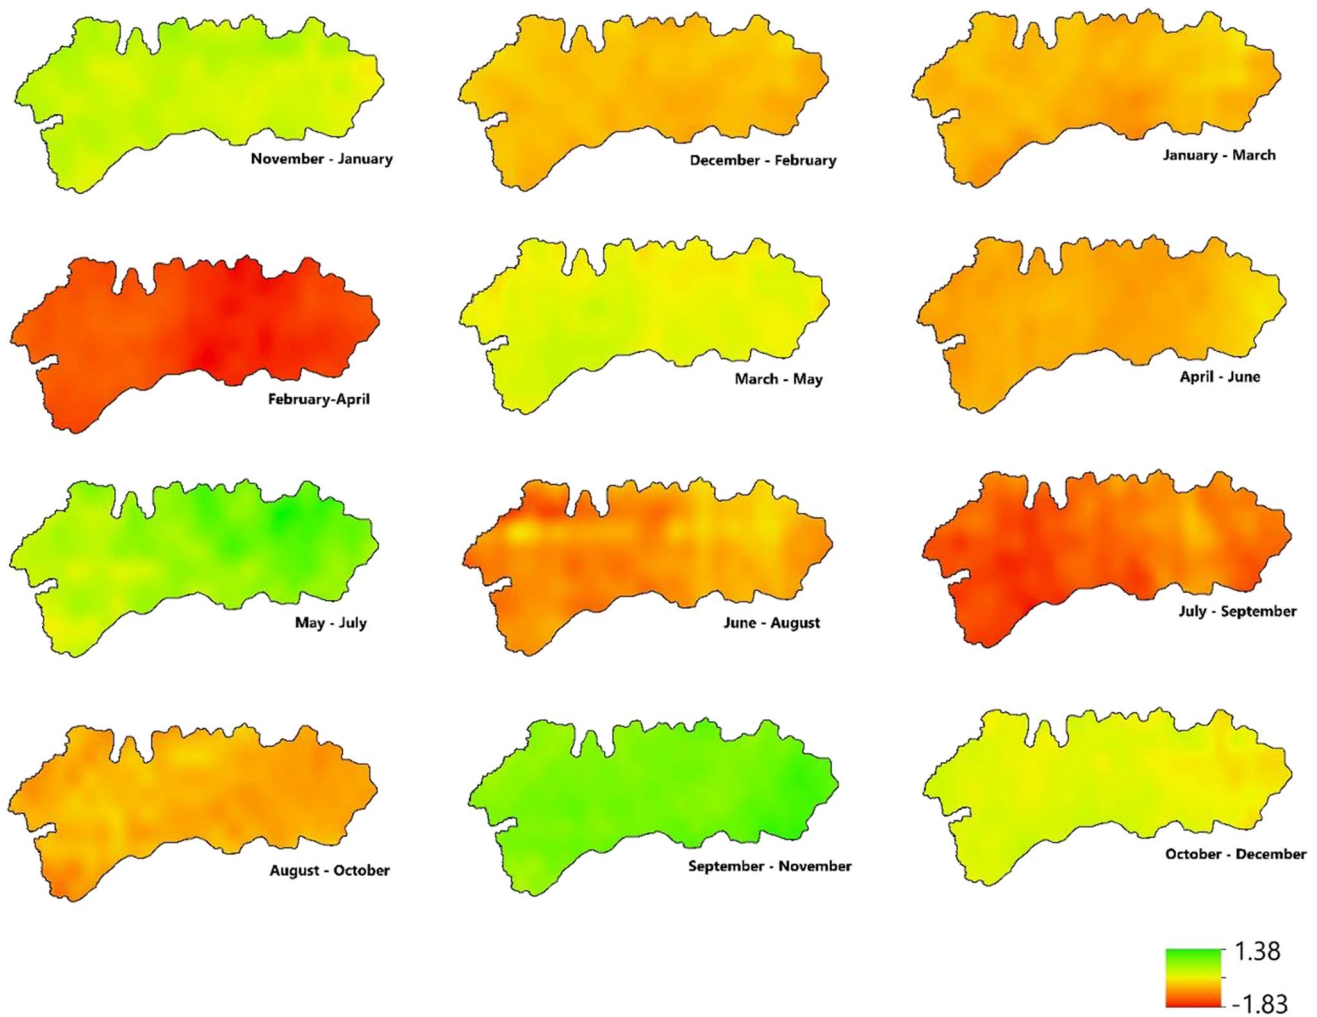 November - January
December - February
January - March
February-April
March - May
April - June
May - July
June - August
July - September
August - October
September - November
October - December
1.38
-1.83